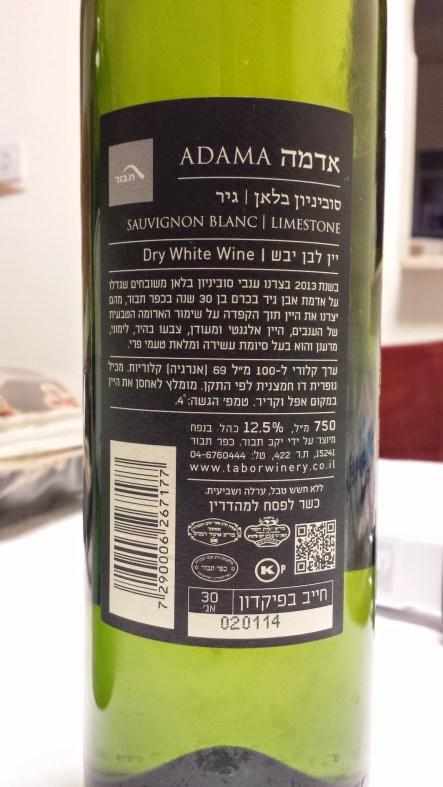 תבור
ADAMA אדמה
סוביניון בלאן | גיר
SAUVIGNON BLANC | LIMESTONE
יין לבן יבש | Dry White Wine
בשנת 2013 בצרנו ענבי סוביניון בלאן משובחים שגדלו
על אדמת אבן גיר בכרם בן 30 שנה בכפר תבור, מהם
יצרנו את היין תוך הקפדה על שימור הארומה הטבעית
של הענבים, היין אלגנטי ומעודן, צבעו בהיר, לימוני,
מרענן והוא בעל סיומת עשירה ומלאת טעמי פרי.
ערך קלורי ל-100 מ"ל 69 [אנרגיה] קלוריות. מכיל
גופרית דו חמצנית לפי התקן. מומלץ לאחסן את היין
במקום אפל וקריר. טמפ' הגשה: 4°.
750 מ"ל, 12.5% כהל בנפח
מיוצר על ידי יקב תבור. כפר תבור
15241, ת.ד 422, טל: 04-6760444
www.taborwinery.co.il
ללא חשש טבל, ערלה ושביעית.
כשר לפסח למהדרין
כפר תבור
K P
חייב בפיקדון 30 אג'
020114
7290006267177